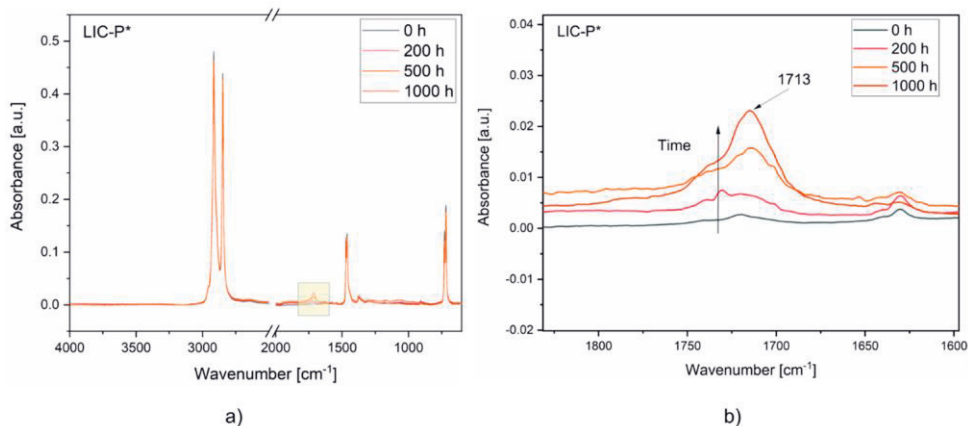 LIC-P*
0 h
200 h
500 h
1000 h
0.5
0.4
0.3
0.2
0.1
0.0
Absorbance [a.u.]
4000 3000 2000 1500 1000
Wavenumber [cm-1]
a)
LIC-P*
0 h
200 h
500 h
1000 h
1713
Time
0.04
0.03
0.02
0.01
0.00
-0.01
-0.02
Absorbance [a.u.]
1800 1750 1700 1650 1600
Wavenumber [cm-1]
b)